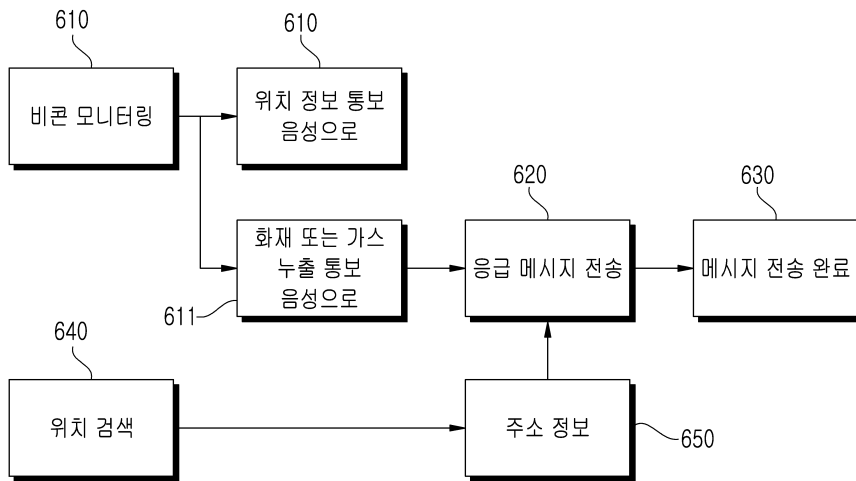 610
610
비콘 모니터링
위치 정보 통보
음성으로
620
630
화재 또는 가스
누출 통보
음성으로
응급 메시지 전송
메시지 전송 완료
611
640
위치 검색
주소 정보
650